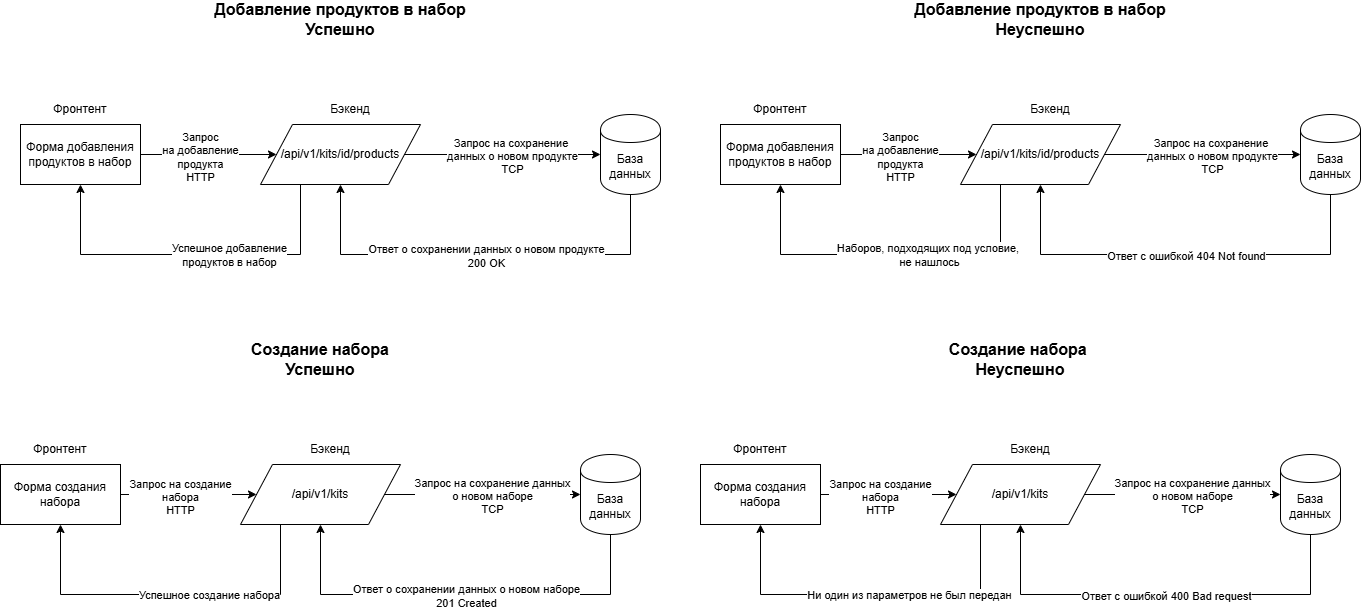 Добавление продуктов в набор
Успешно
Фронтент
Бэкенд
Форма добавления
продуктов в набор
Запрос
на добавление
продукта
HTTP
/api/v1/kits/id/products
Запрос на сохранение
данных о новом продукте
TCP
База
данных
Успешное добавление
продуктов в набор
Ответ о сохранении данных о новом продукте
200 OK
Добавление продуктов в набор
Неуспешно
Фронтент
Бэкенд
Форма добавления
продуктов в набор
Запрос
на добавление
продукта
HTTP
/api/v1/kits/id/products
Запрос на сохранение
данных о новом продукте
TCP
База
данных
Наборов, подходящих под условие,
не нашлось
Ответ с ошибкой 404 Not found
Создание набора
Успешно
Фронтент
Бэкенд
Форма создания
набора
Запрос на создание
набора
HTTP
/api/v1/kits
Запрос на сохранение данных
о новом наборе
TCP
База
данных
Успешное создание набора
Ответ о сохранении данных о новом наборе
201 Created
Создание набора
Неуспешно
Фронтент
Бэкенд
Форма создания
набора
Запрос на создание
набора
HTTP
/api/v1/kits
Запрос на сохранение данных
о новом наборе
TCP
База
данных
Ни один из параметров не был передан
Ответ с ошибкой 400 Bad request